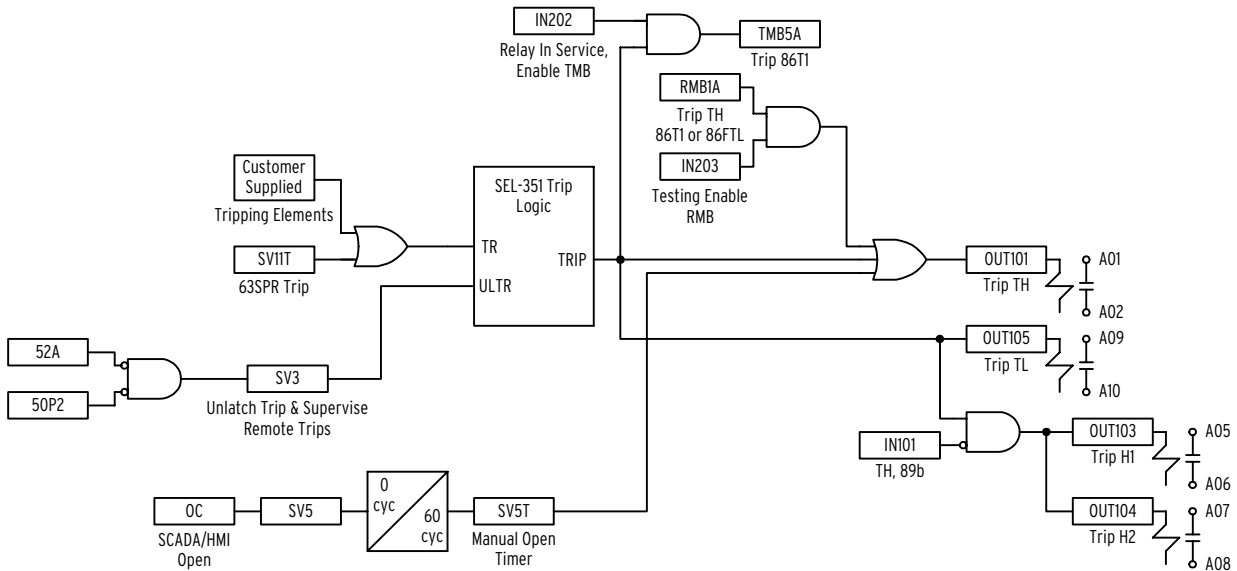 IN202
Relay In Service,
Enable TMB
TMB5A
Trip 86T1
RMB1A
Trip TH
86T1 or 86FTL
IN203
Testing Enable
RMB
Customer
Supplied
Tripping Elements
SV11T
63SPR Trip
SEL-351 Trip
Logic
TR
TRIP
ULTR
OUT101
Trip TH
A01
A02
OUT105
Trip TL
A09
A10
52A
50P2
SV3
Unlatch Trip & Supervise
Remote Trips
IN101
TH, 89b
OUT103
Trip H1
A05
A06
OUT104
Trip H2
A07
A08
OC
SCADA/HMI
Open
SV5
0
cyc
60
cyc
SV5T
Manual Open
Timer